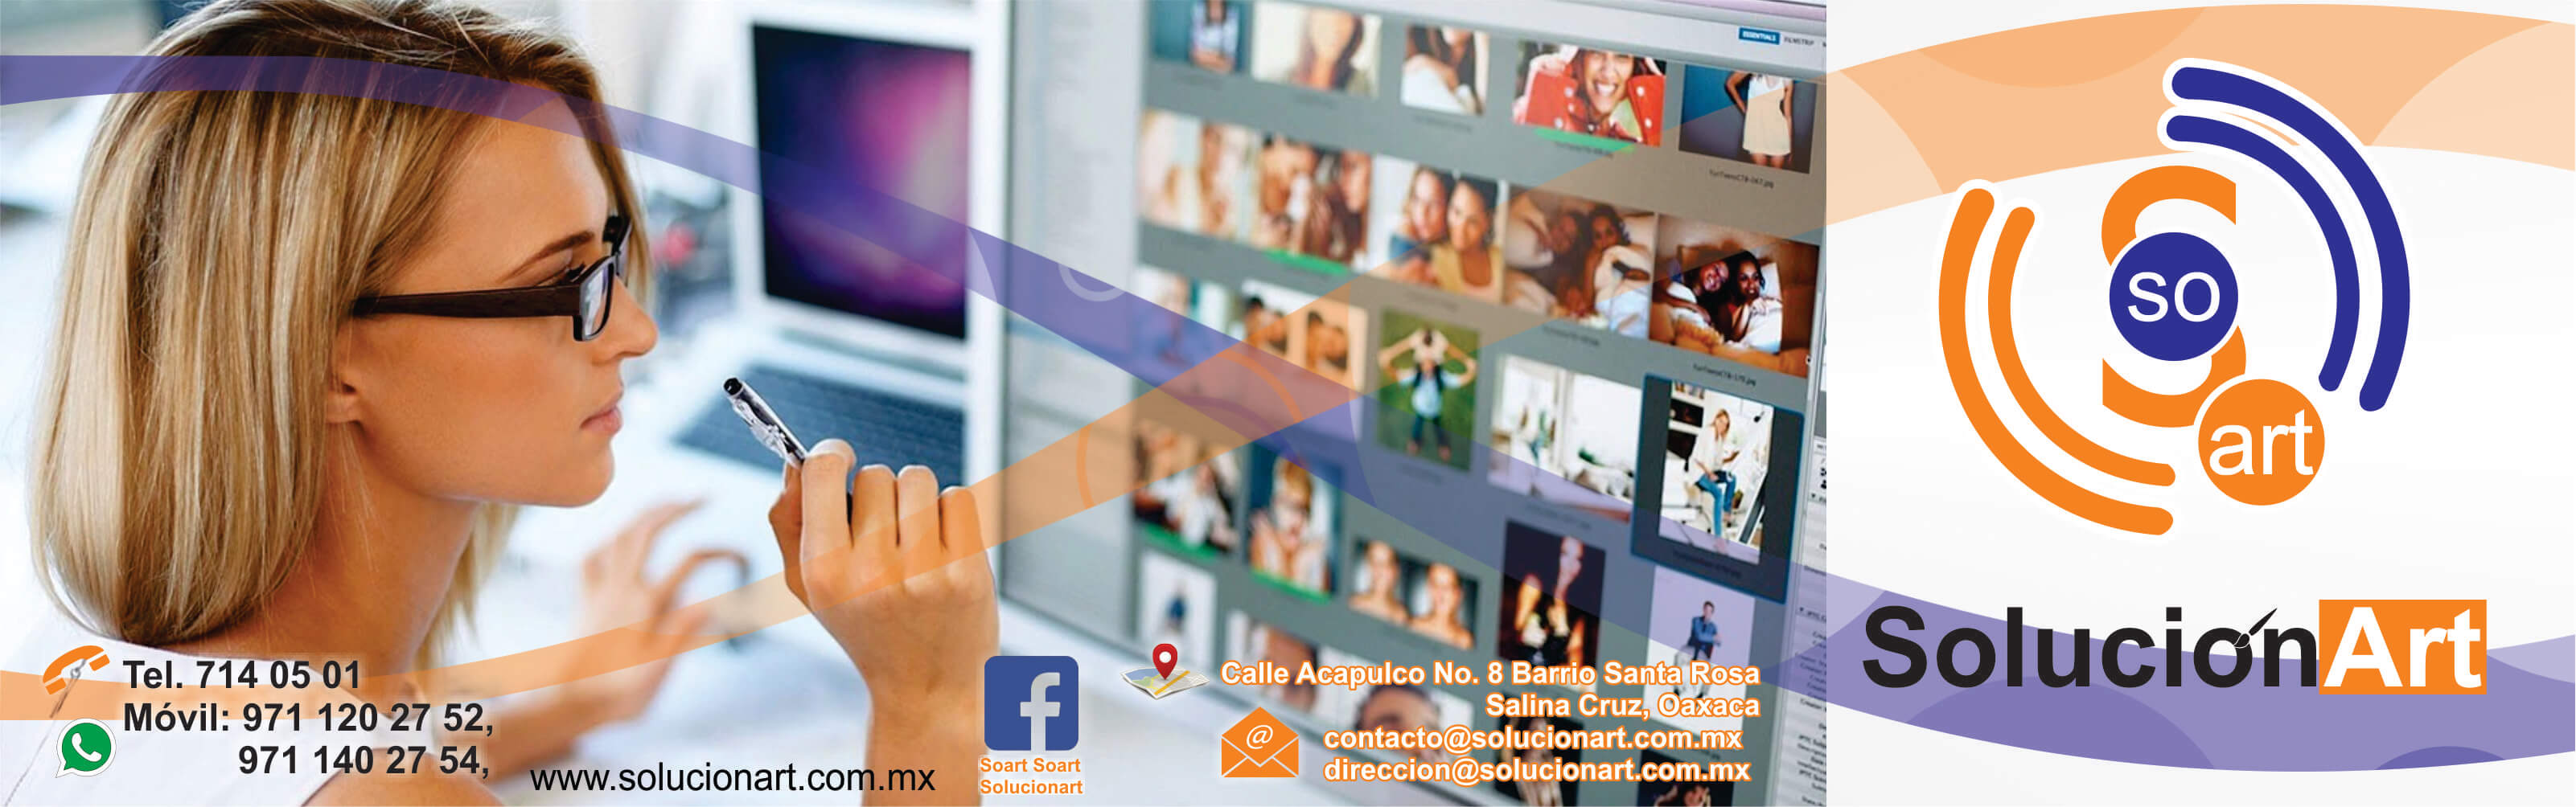 ESSENTIALS FILMSTRIP
so
art
SolucionArt
Tel. 714 05 01
Móvil: 971 120 27 52,
971 140 27 54,
www.solucionart.com.mx
f
Soart Soart
Solucionart
Calle Acapulco No. 8 Barrio Santa Rosa
Salina Cruz, Oaxaca
@
contacto@solucionart.com.mx
direccion@solucionart.com.mx